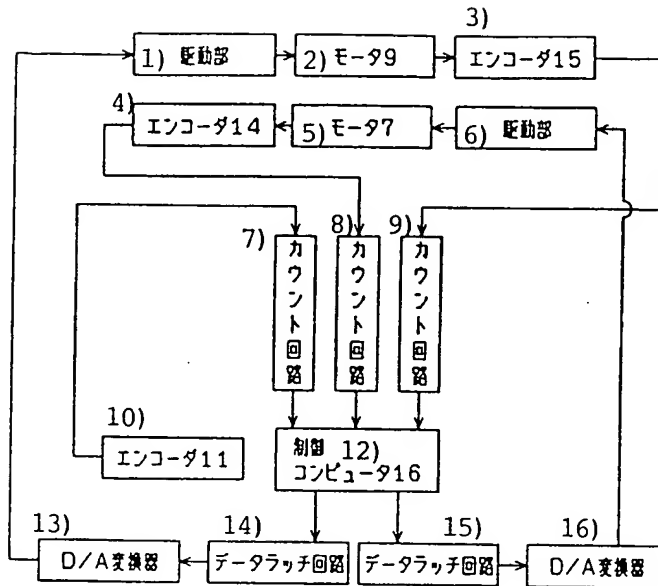 3)
1) 駆動部
2) モータ9
エンコーダ15
4)
エンコーダ14
5) モータ7
6) 駆動部
7) カウント回路
8) カウント回路
9) カウント回路
10)
エンコーダ11
制御 12)
コンピュータ16
13)
D/A変換器
14)
データラッチ回路
15)
データラッチ回路
16)
D/A変換器